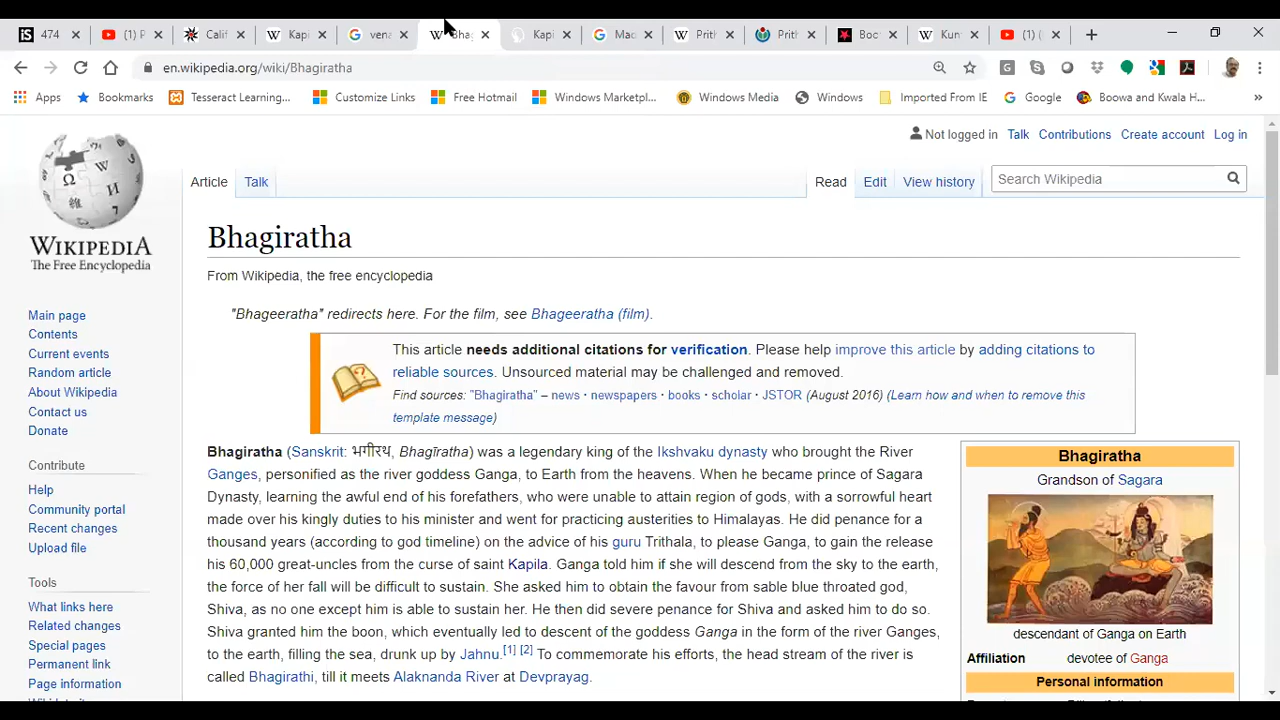 474
(1) P
Calif
Kapi
vena
Bhag
Kapi
Mac
Prith
Prith
Boc
Kun
(1) (
en.wikipedia.org/wiki/Bhagiratha
Apps
Bookmarks
Tesseract Learning...
Customize Links
Free Hotmail
Windows Marketpl...
Windows Media
Windows
Imported From IE
Google
Boowa and Kwala H...
»
Not logged in Talk Contributions Create account Log in
Article Talk
Read Edit View history
Search Wikipedia
WIKIPEDIA
The Free Encyclopedia
Main page
Contents
Current events
Random article
About Wikipedia
Contact us
Donate
Contribute
Help
Community portal
Recent changes
Upload file
Tools
What links here
Related changes
Special pages
Permanent link
Page information
Bhagiratha
From Wikipedia, the free encyclopedia
"Bhageeratha" redirects here. For the film, see Bhageeratha (film).
This article needs additional citations for verification. Please help improve this article by adding citations to
reliable sources. Unsourced material may be challenged and removed.
Find sources: "Bhagiratha" – news · newspapers · books · scholar · JSTOR (August 2016) (Learn how and when to remove this
template message)
Bhagiratha (Sanskrit: भगीरथ, Bhagīratha) was a legendary king of the Ikshvaku dynasty who brought the River
Ganges, personified as the river goddess Ganga, to Earth from the heavens. When he became prince of Sagara
Dynasty, learning the awful end of his forefathers, who were unable to attain region of gods, with a sorrowful heart
made over his kingly duties to his minister and went for practicing austerities to Himalayas. He did penance for a
thousand years (according to god timeline) on the advice of his guru Trithala, to please Ganga, to gain the release
his 60,000 great-uncles from the curse of saint Kapila. Ganga told him if she will descend from the sky to the earth,
the force of her fall will be difficult to sustain. She asked him to obtain the favour from sable blue throated god,
Shiva, as no one except him is able to sustain her. He then did severe penance for Shiva and asked him to do so.
Shiva granted him the boon, which eventually led to descent of the goddess Ganga in the form of the river Ganges,
to the earth, filling the sea, drunk up by Jahnu.[1] [2] To commemorate his efforts, the head stream of the river is
called Bhagirathi, till it meets Alaknanda River at Devprayag.
Bhagiratha
Grandson of Sagara
descendant of Ganga on Earth
Affiliation devotee of Ganga
Personal information